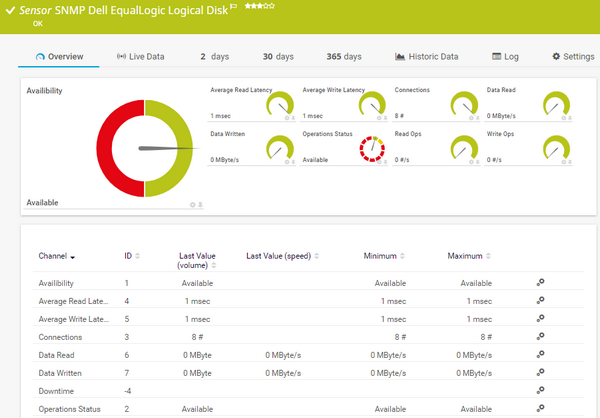 Sensor SNMP Dell EqualLogic Logical Disk
OK
Overview Live Data 2 days 30 days 365 days Historic Data Log Settings
Availibility
Available
Average Read Latency
1 msec
Average Write Latency
1 msec
Connections
8 #
Data Read
0 MByte/s
Data Written
0 MByte/s
Operations Status
Available
Read Ops
0 #/s
Write Ops
0 #/s
Channel ID Last Value (volume) Last Value (speed) Minimum Maximum
Availibility 1 Available Available Available
Average Read Late... 4 1 msec 1 msec 1 msec
Average Write Late... 5 1 msec 1 msec 1 msec
Connections 3 8 # 8 # 8 #
Data Read 6 0 MByte 0 MByte/s 0 MByte/s 0 MByte/s
Data Written 7 0 MByte 0 MByte/s 0 MByte/s 0 MByte/s
Downtime -4
Operations Status 2 Available Available Available